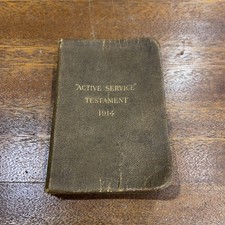 "ACTIVE SERVICE"
TESTAMENT
1914